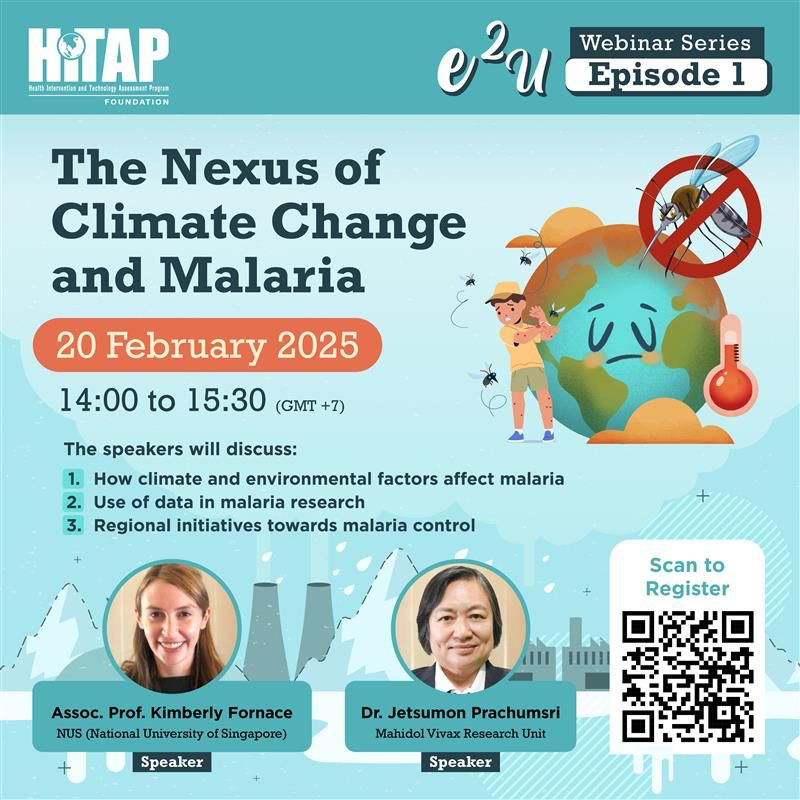 HiTAP
Health Intervention and Technology Assessment Program
FOUNDATION
e2u
Webinar Series
Episode 1
The Nexus of
Climate Change
and Malaria
20 February 2025
14:00 to 15:30 (GMT +7)
The speakers will discuss:
1. How climate and environmental factors affect malaria
2. Use of data in malaria research
3. Regional initiatives towards malaria control
Scan to
Register
Assoc. Prof. Kimberly Fornace
NUS (National University of Singapore)
Speaker
Dr. Jetsumon Prachumsri
Mahidol Vivax Research Unit
Speaker